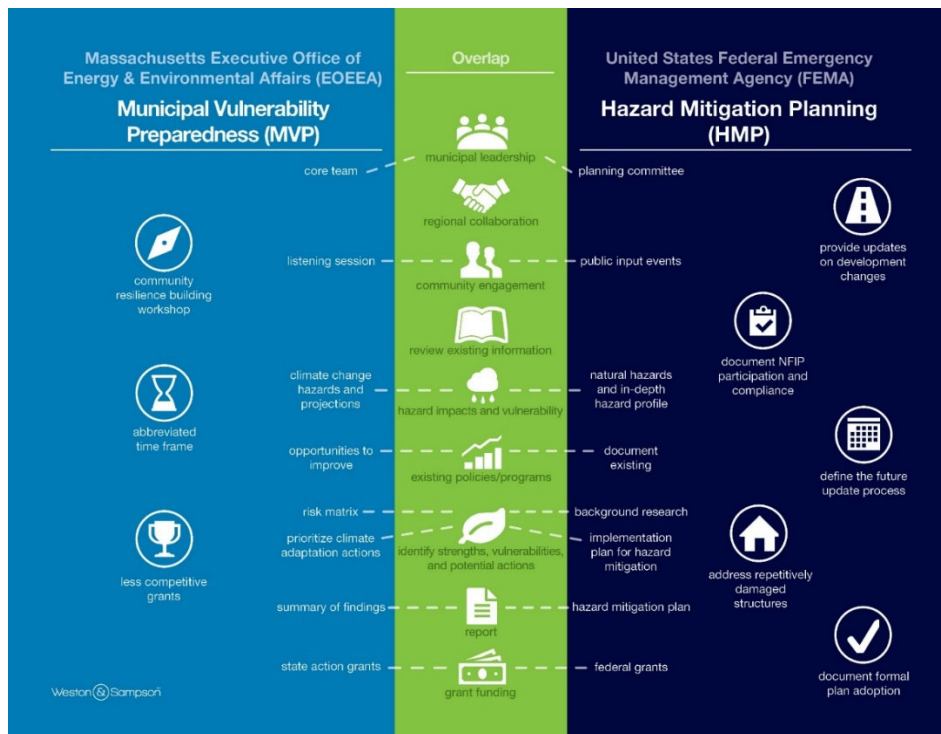 Massachusetts Executive Office of
Energy & Environmental Affairs (EOEEA)
Municipal Vulnerability
Preparedness (MVP)
Overlap
United States Federal Emergency
Management Agency (FEMA)
Hazard Mitigation Planning
(HMP)
municipal leadership
core team
planning committee
regional collaboration
provide updates
on development
changes
listening session
public input events
community engagement
community
resilience building
workshop
review existing information
document NFIP
participation and
compliance
climate change
hazards and
projections
natural hazards
and in-depth
hazard profile
hazard impacts and vulnerability
abbreviated
time frame
opportunities to
improve
document
existing
existing policies/programs
define the future
update process
risk matrix
background research
prioritize climate
adaptation actions
identify strengths, vulnerabilities,
and potential actions
implementation
plan for hazard
mitigation
less competitive
grants
address repetitively
damaged
structures
summary of findings
hazard mitigation plan
report
state action grants
federal grants
grant funding
document formal
plan adoption
Weston & Sampson